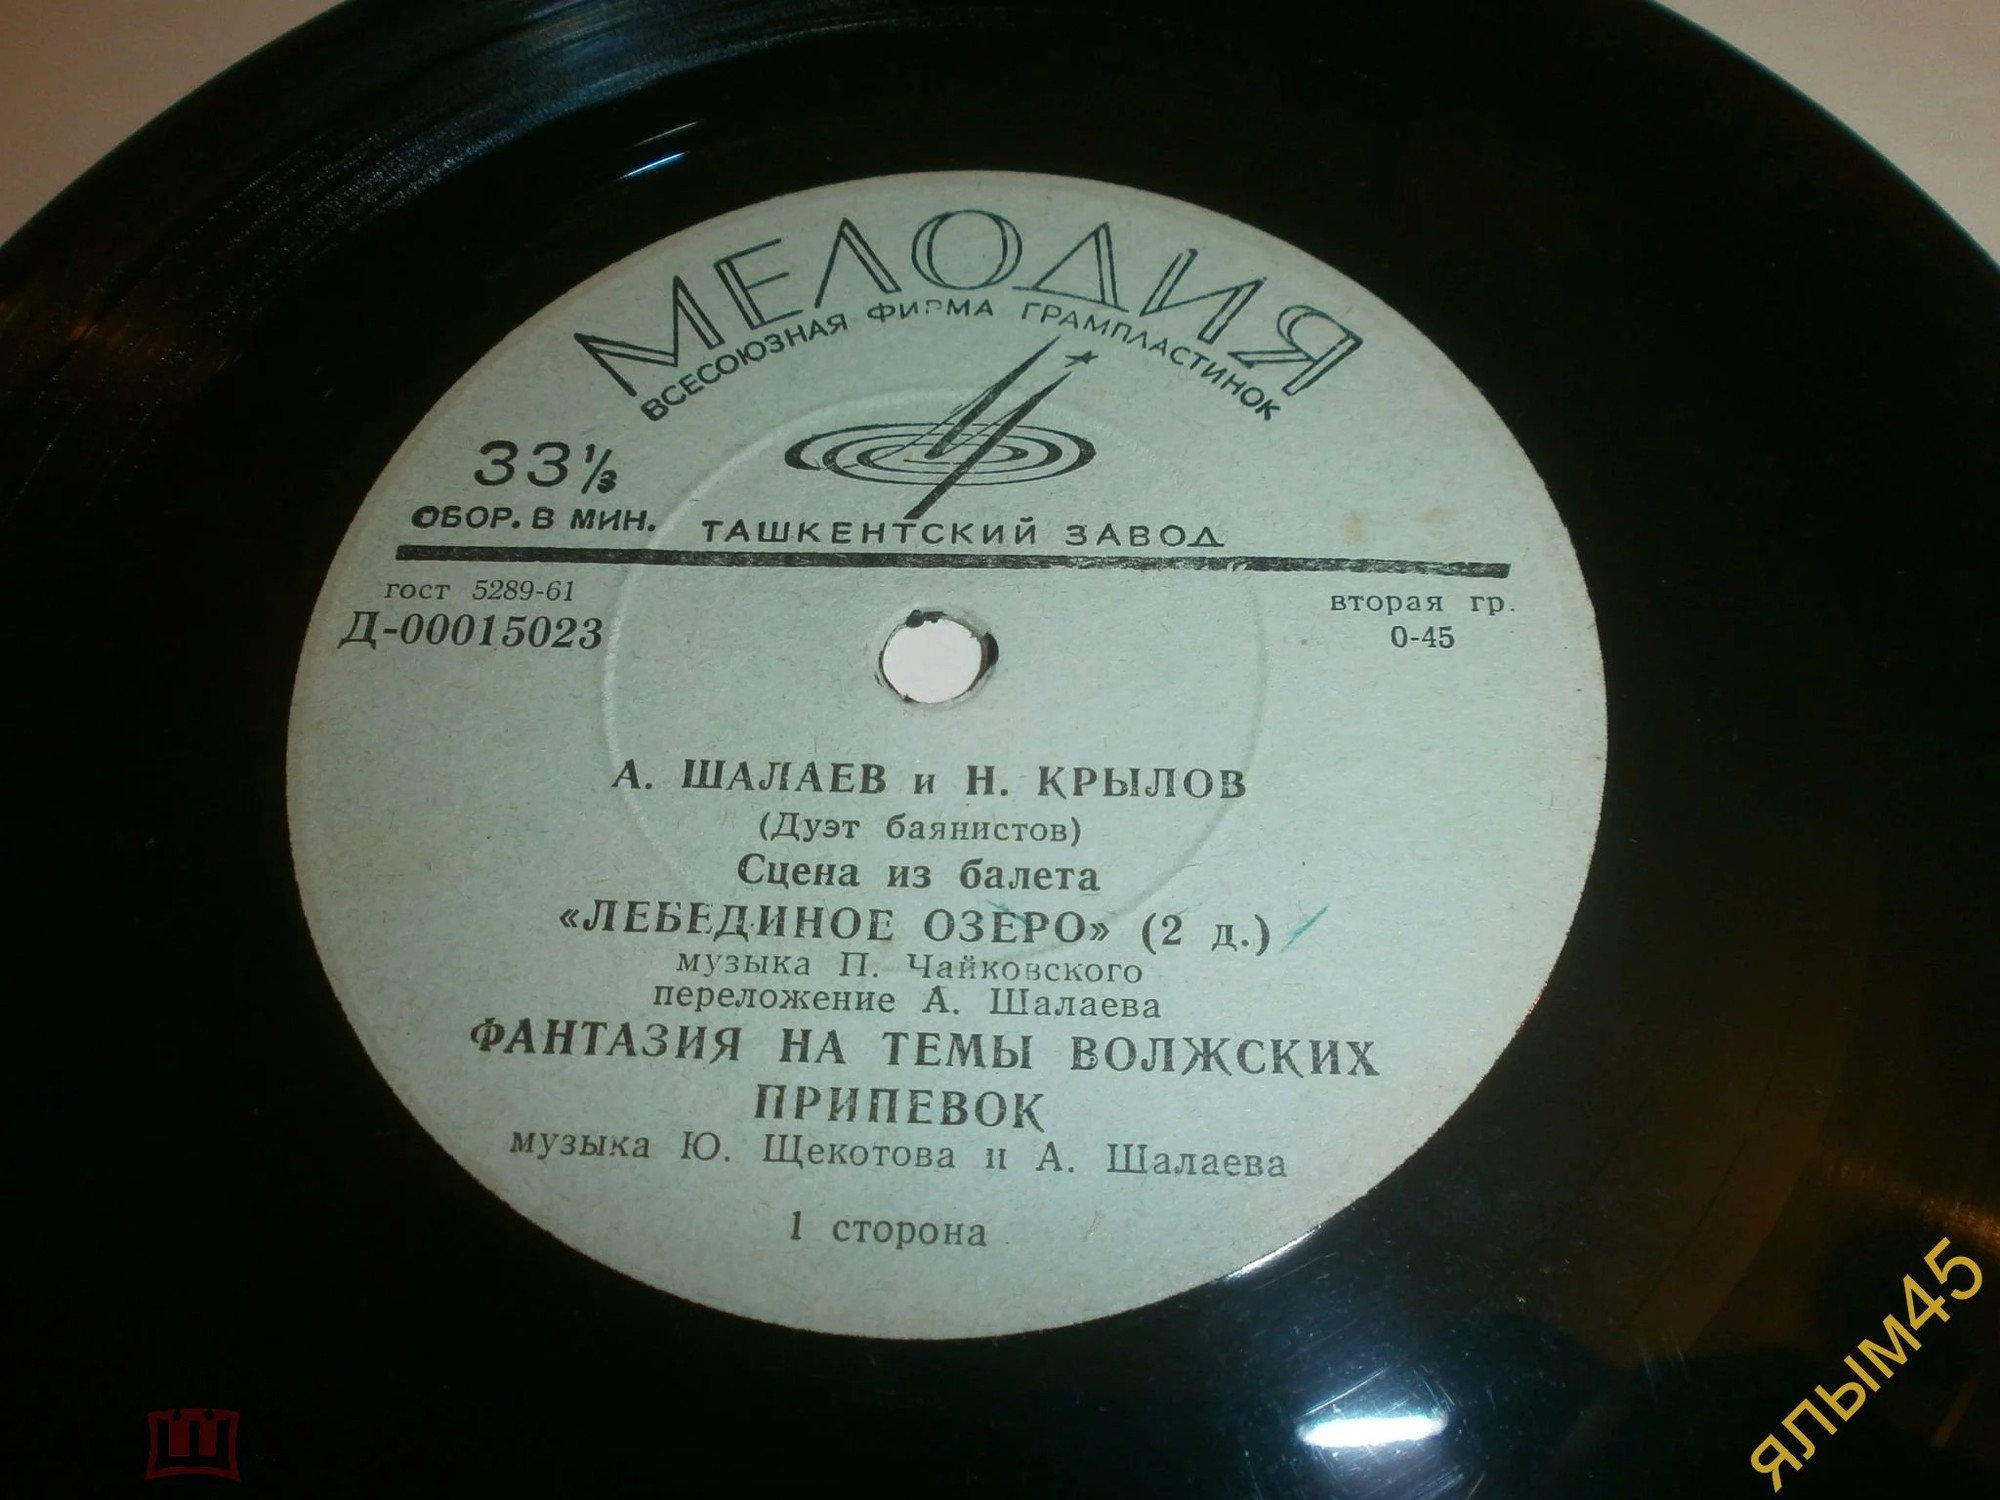 МЕЛОДИЯ
ВСЕСОЮЗНАЯ ФИРМА ГРАМПЛАСТИНОК
33⅓
ОБОР. В МИН.
ТАШКЕНТСКИЙ ЗАВОД
гост 5289-61
Д-00015023
вторая гр.
0-45
А. ШАЛАЕВ и Н. КРЫЛОВ
(Дуэт баянистов)
Сцена из балета
«ЛЕБЕДИНОЕ ОЗЕРО» (2 д.)
музыка П. Чайковского
переложение А. Шалаева
ФАНТАЗИЯ НА ТЕМЫ ВОЛЖСКИХ
ПРИПЕВОК
музыка Ю. Щекотова и А. Шалаева
1 сторона
ялым45